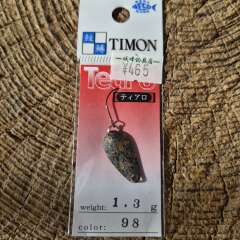 TIMON
¥465
Tearo
(ティアロ)
weight: 1.3 g
color: 98